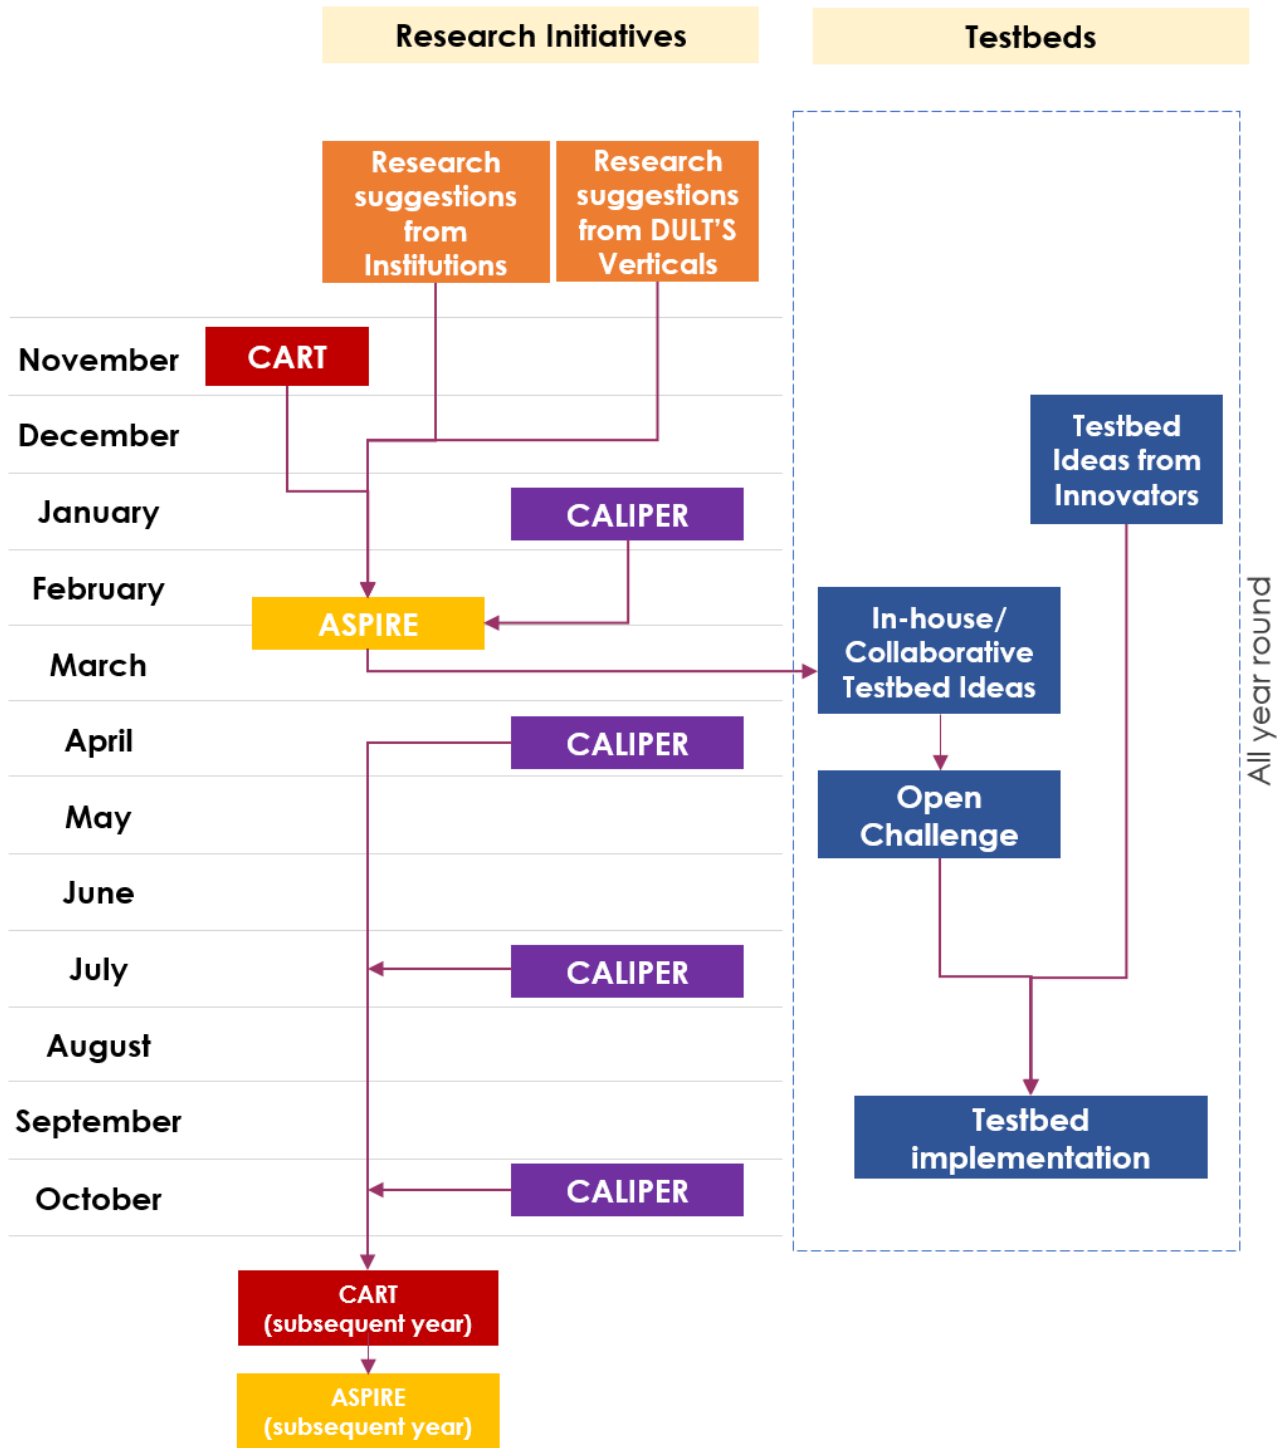 Research Initiatives
Testbeds
Research
suggestions
from
Institutions
Research
suggestions
from DULT'S
Verticals
November
CART
December
Testbed
Ideas from
Innovators
January
CALIPER
February
ASPIRE
In-house/
Collaborative
Testbed Ideas
March
All year round
April
CALIPER
Open
Challenge
May
June
July
CALIPER
August
September
Testbed
implementation
October
CALIPER
CART
(subsequent year)
ASPIRE
(subsequent year)